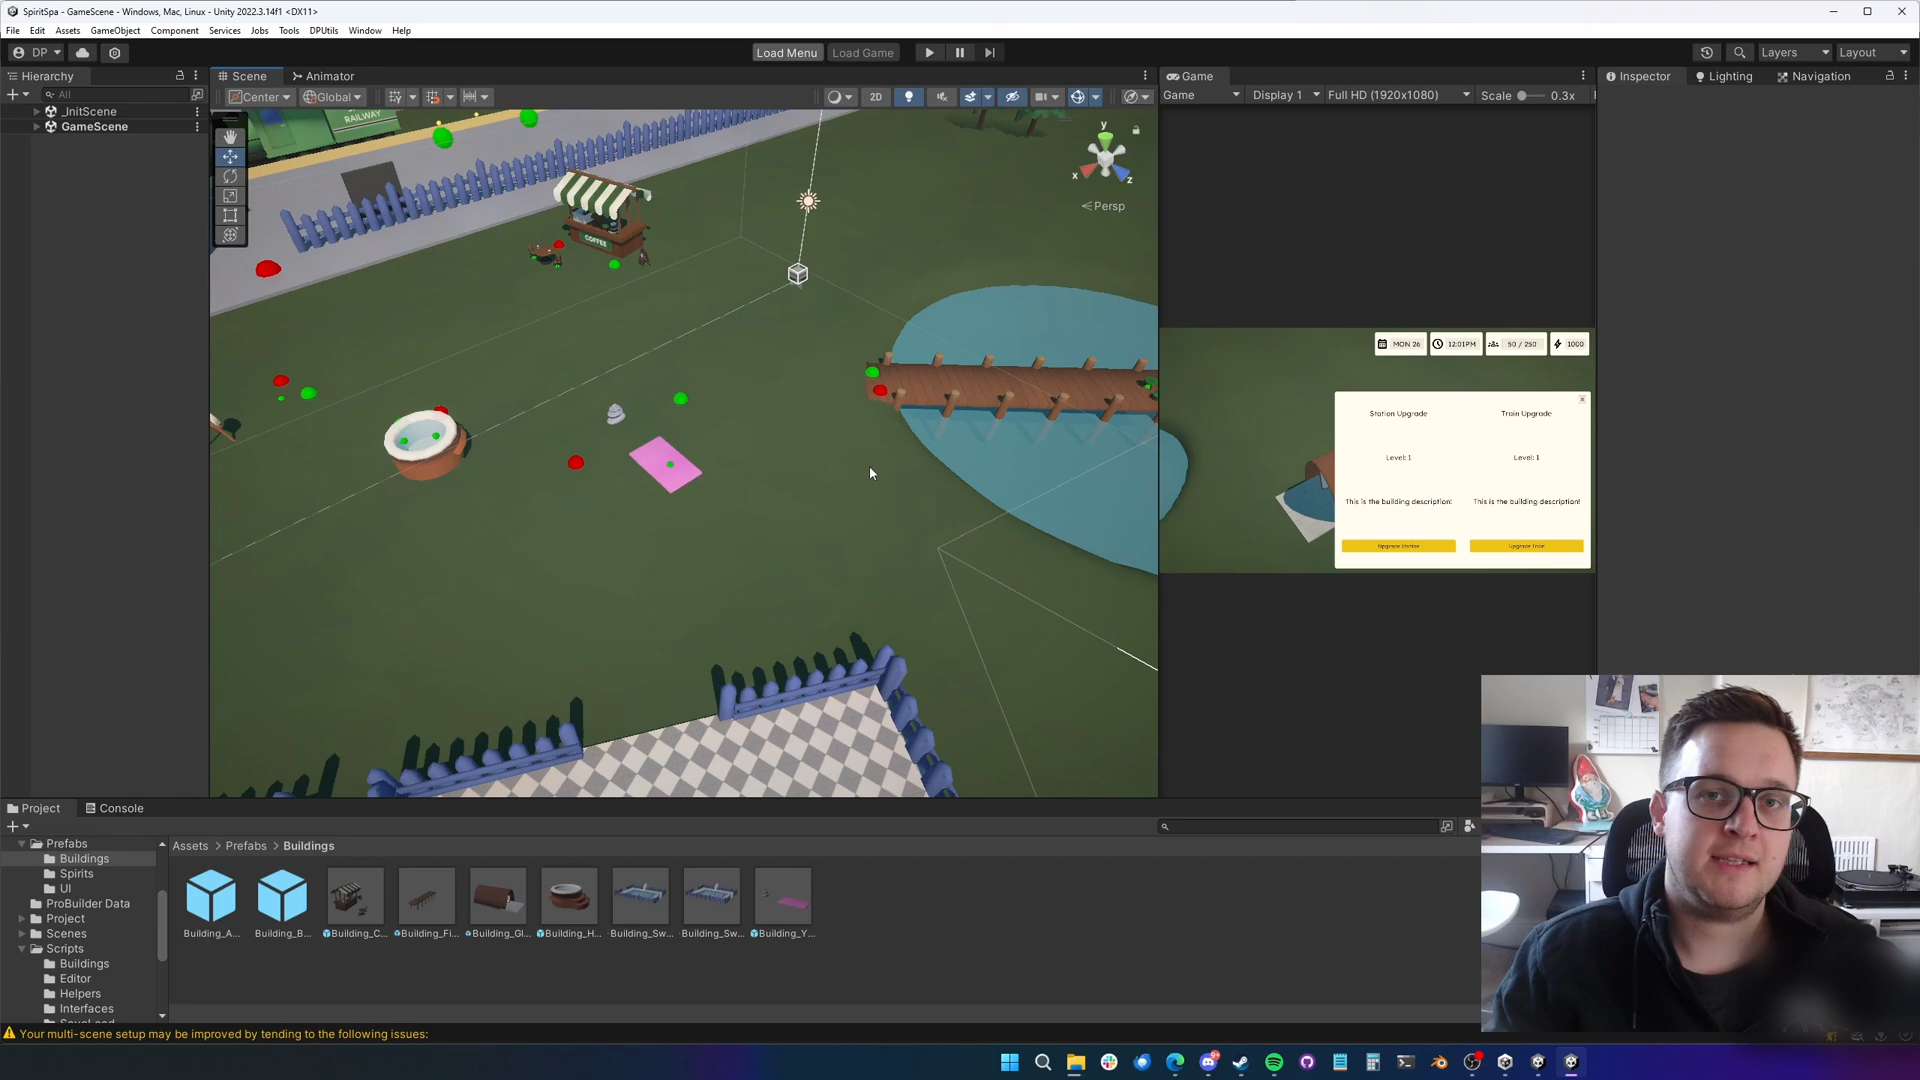 SpiritSpa - GameScene - Windows, Mac, Linux - Unity 2022.3.14f1 <DX11>
File Edit Assets GameObject Component Services Jobs Tools DPUtils Window Help
DP Load Menu Load Game Layers Layout
Hierarchy Scene Animator Game Inspector Lighting Navigation
All Center Global 2D Game Display 1 Full HD (1920x1080) Scale 0.3x
_InitScene
GameScene
RAILWAY
COFFEE
y
x
z
Persp
MON 26 12:01PM 50 / 250 1000
Station Upgrade Train Upgrade
Level: 1 Level: 1
This is the building description! This is the building description!
Upgrade Station Upgrade Train
Project Console
Prefabs
Buildings
Spirits
UI
ProBuilder Data
Project
Scenes
Scripts
Buildings
Editor
Helpers
Interfaces
Assets > Prefabs > Buildings
Building_A... Building_B... Building_C... Building_Fi... Building_Gl... Building_H... Building_Sw... Building_Sw... Building_Y...
Your multi-scene setup may be improved by tending to the following issues: